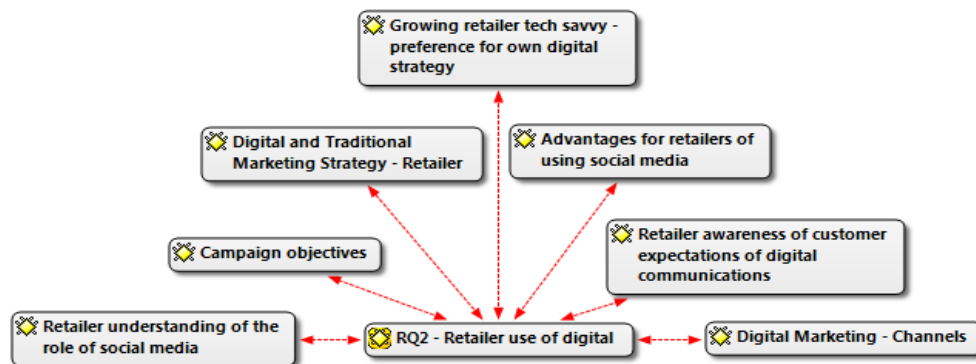 Growing retailer tech savvy -
preference for own digital
strategy
Digital and Traditional
Marketing Strategy - Retailer
Advantages for retailers of
using social media
Campaign objectives
Retailer awareness of customer
expectations of digital
communications
Retailer understanding of the
role of social media
RQ2 - Retailer use of digital
Digital Marketing - Channels